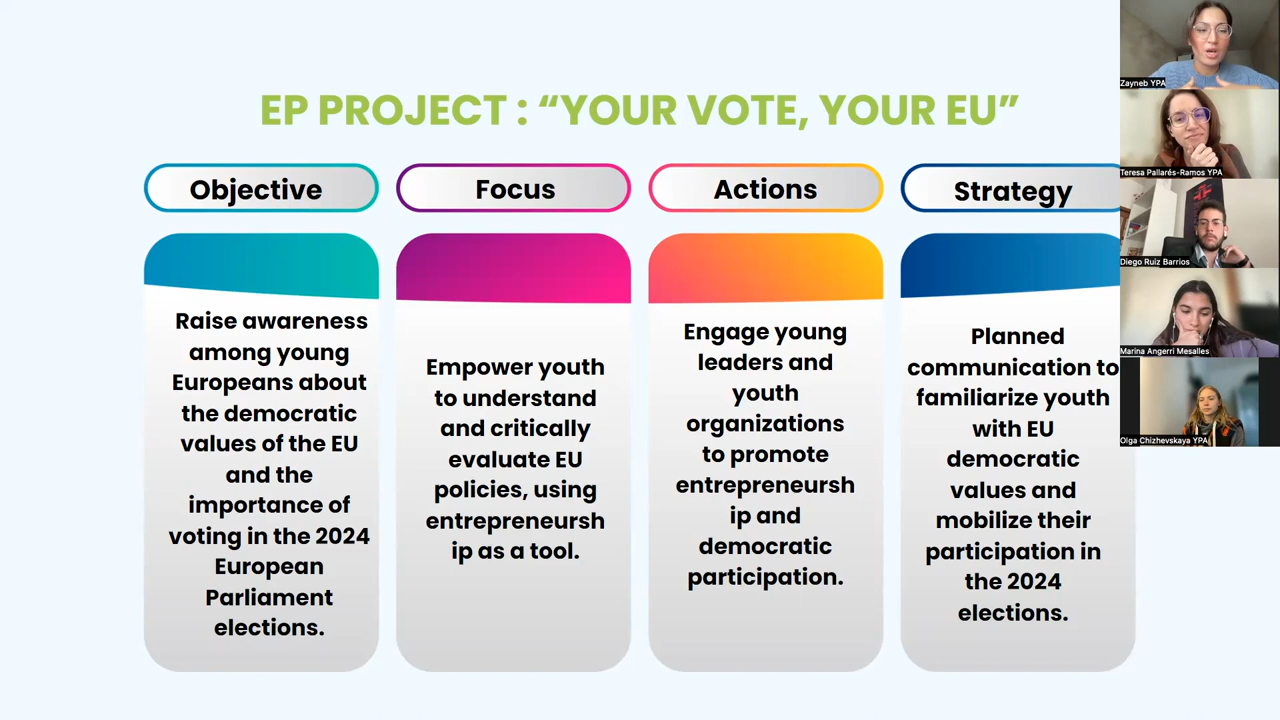 EP PROJECT : “YOUR VOTE, YOUR EU”
Objective
Raise awareness
among young
Europeans about
the democratic
values of the EU
and the
importance of
voting in the 2024
European
Parliament
elections.
Focus
Empower youth
to understand
and critically
evaluate EU
policies, using
entrepreneursh
ip as a tool.
Actions
Engage young
leaders and
youth
organizations
to promote
entrepreneursh
ip and
democratic
participation.
Strategy
Planned
communication to
familiarize youth
with EU
democratic
values and
mobilize their
participation in
the 2024
elections.
Zayneb YPA
Teresa Pallarés-Ramos YPA
Diego Ruiz Barrios
Marina Angerri Mesalles
Olga Chizhevskaya YPA